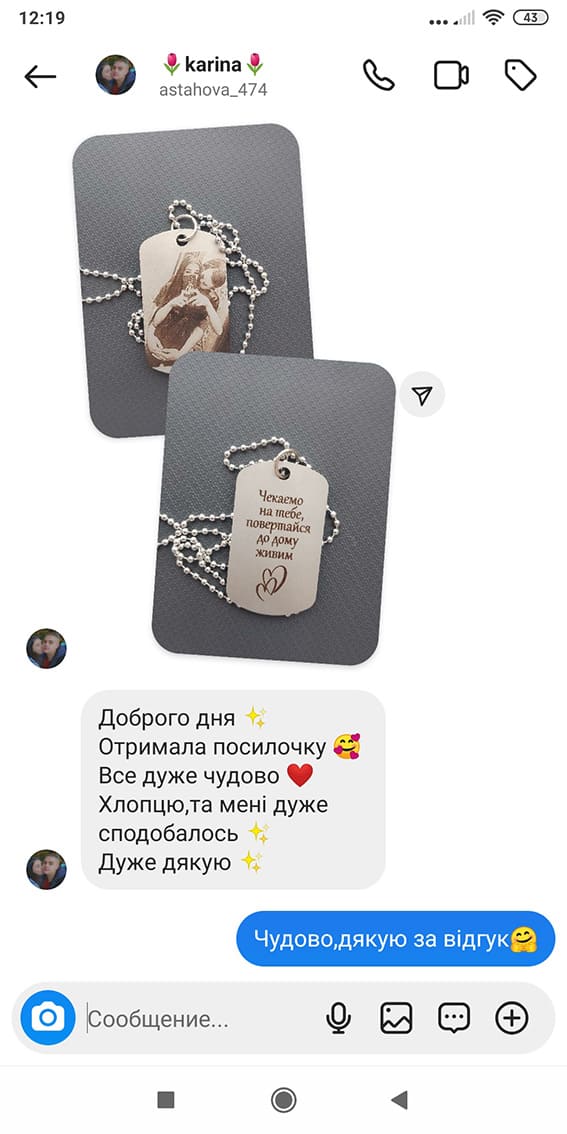 12:19
43
🌷karina🌷
astahova_474
Чекаємо
на тебе,
повертайся
до дому
живим
Доброго дня ✨
Отримала посилочку 🥰
Все дуже чудово ❤️
Хлопцю,та мені дуже
сподобалось ✨
Дуже дякую ✨
Чудово,дякую за відгук🤗
Сообщение...